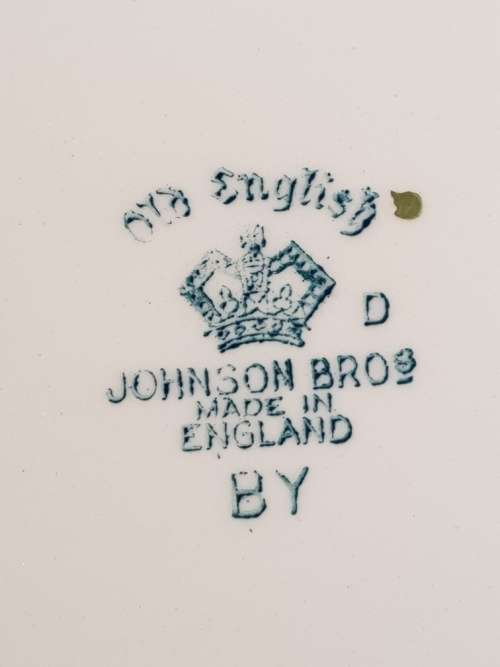 Old English
D
JOHNSON BROS
MADE IN
ENGLAND
BY